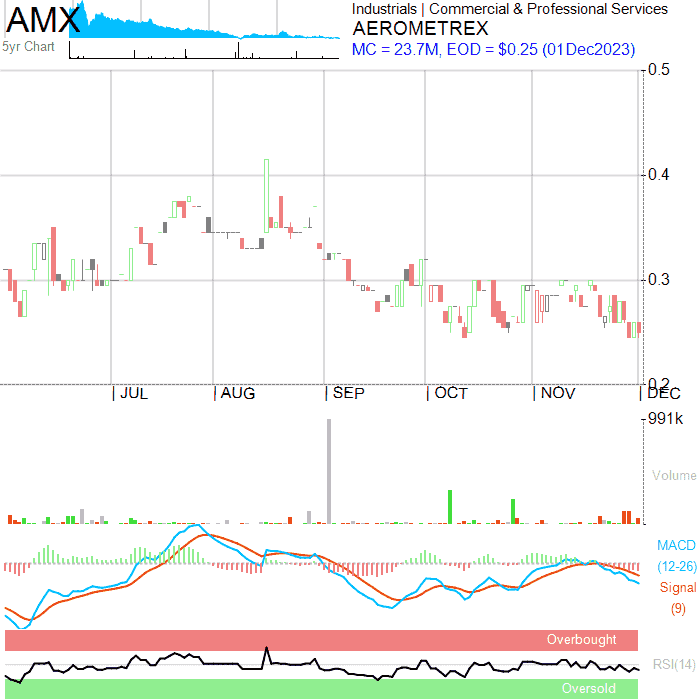 AMX
5yr Chart
Industrials | Commercial & Professional Services
AEROMETREX
MC = 23.7M, EOD = $0.25 (01Dec2023)
0.5
0.4
0.3
0.2
JUL AUG SEP OCT NOV DEC
991k
Volume
MACD
(12-26)
Signal
(9)
Overbought
RSI(14)
Oversold